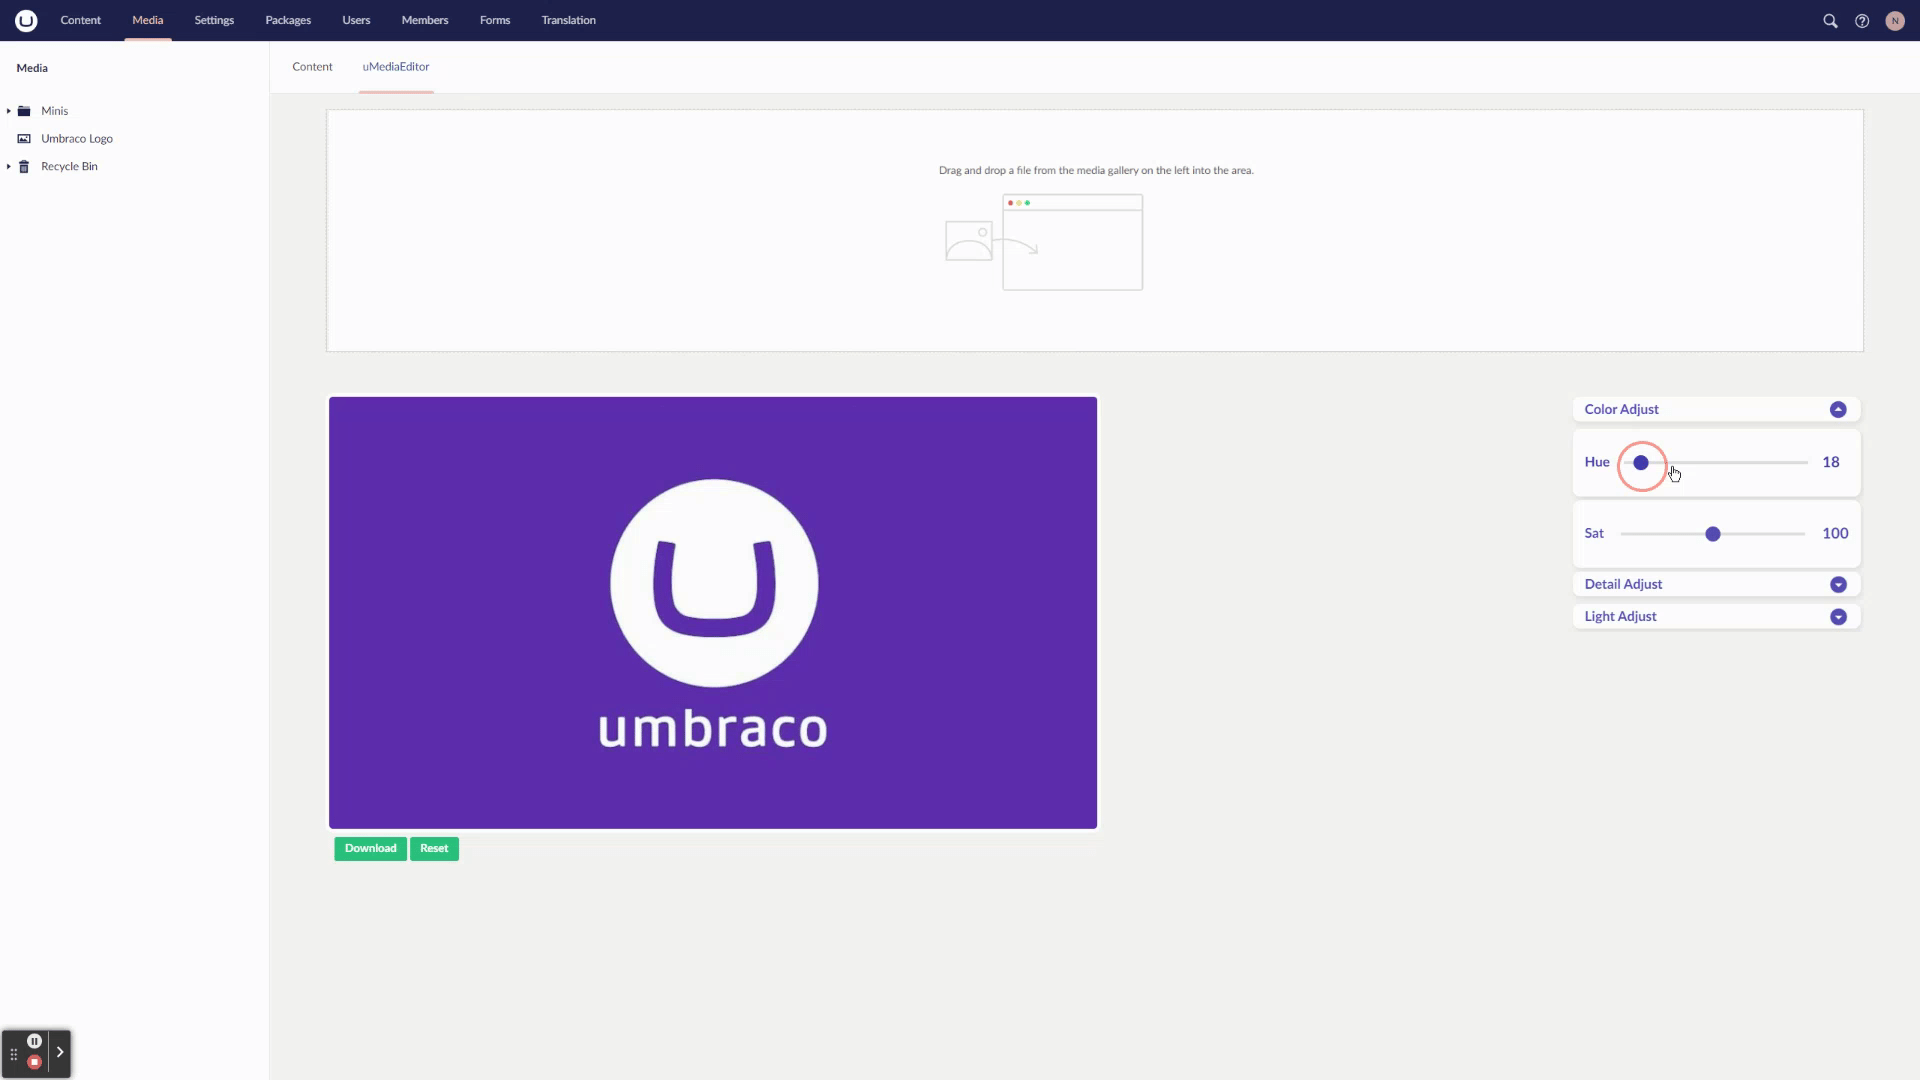 Content Media Settings Packages Users Members Forms Translation N
Media
Content uMediaEditor
Minis
Umbraco Logo
Recycle Bin
Drag and drop a file from the media gallery on the left into the area.
Color Adjust
Hue 18
Sat 100
Detail Adjust
Light Adjust
umbraco
Download Reset